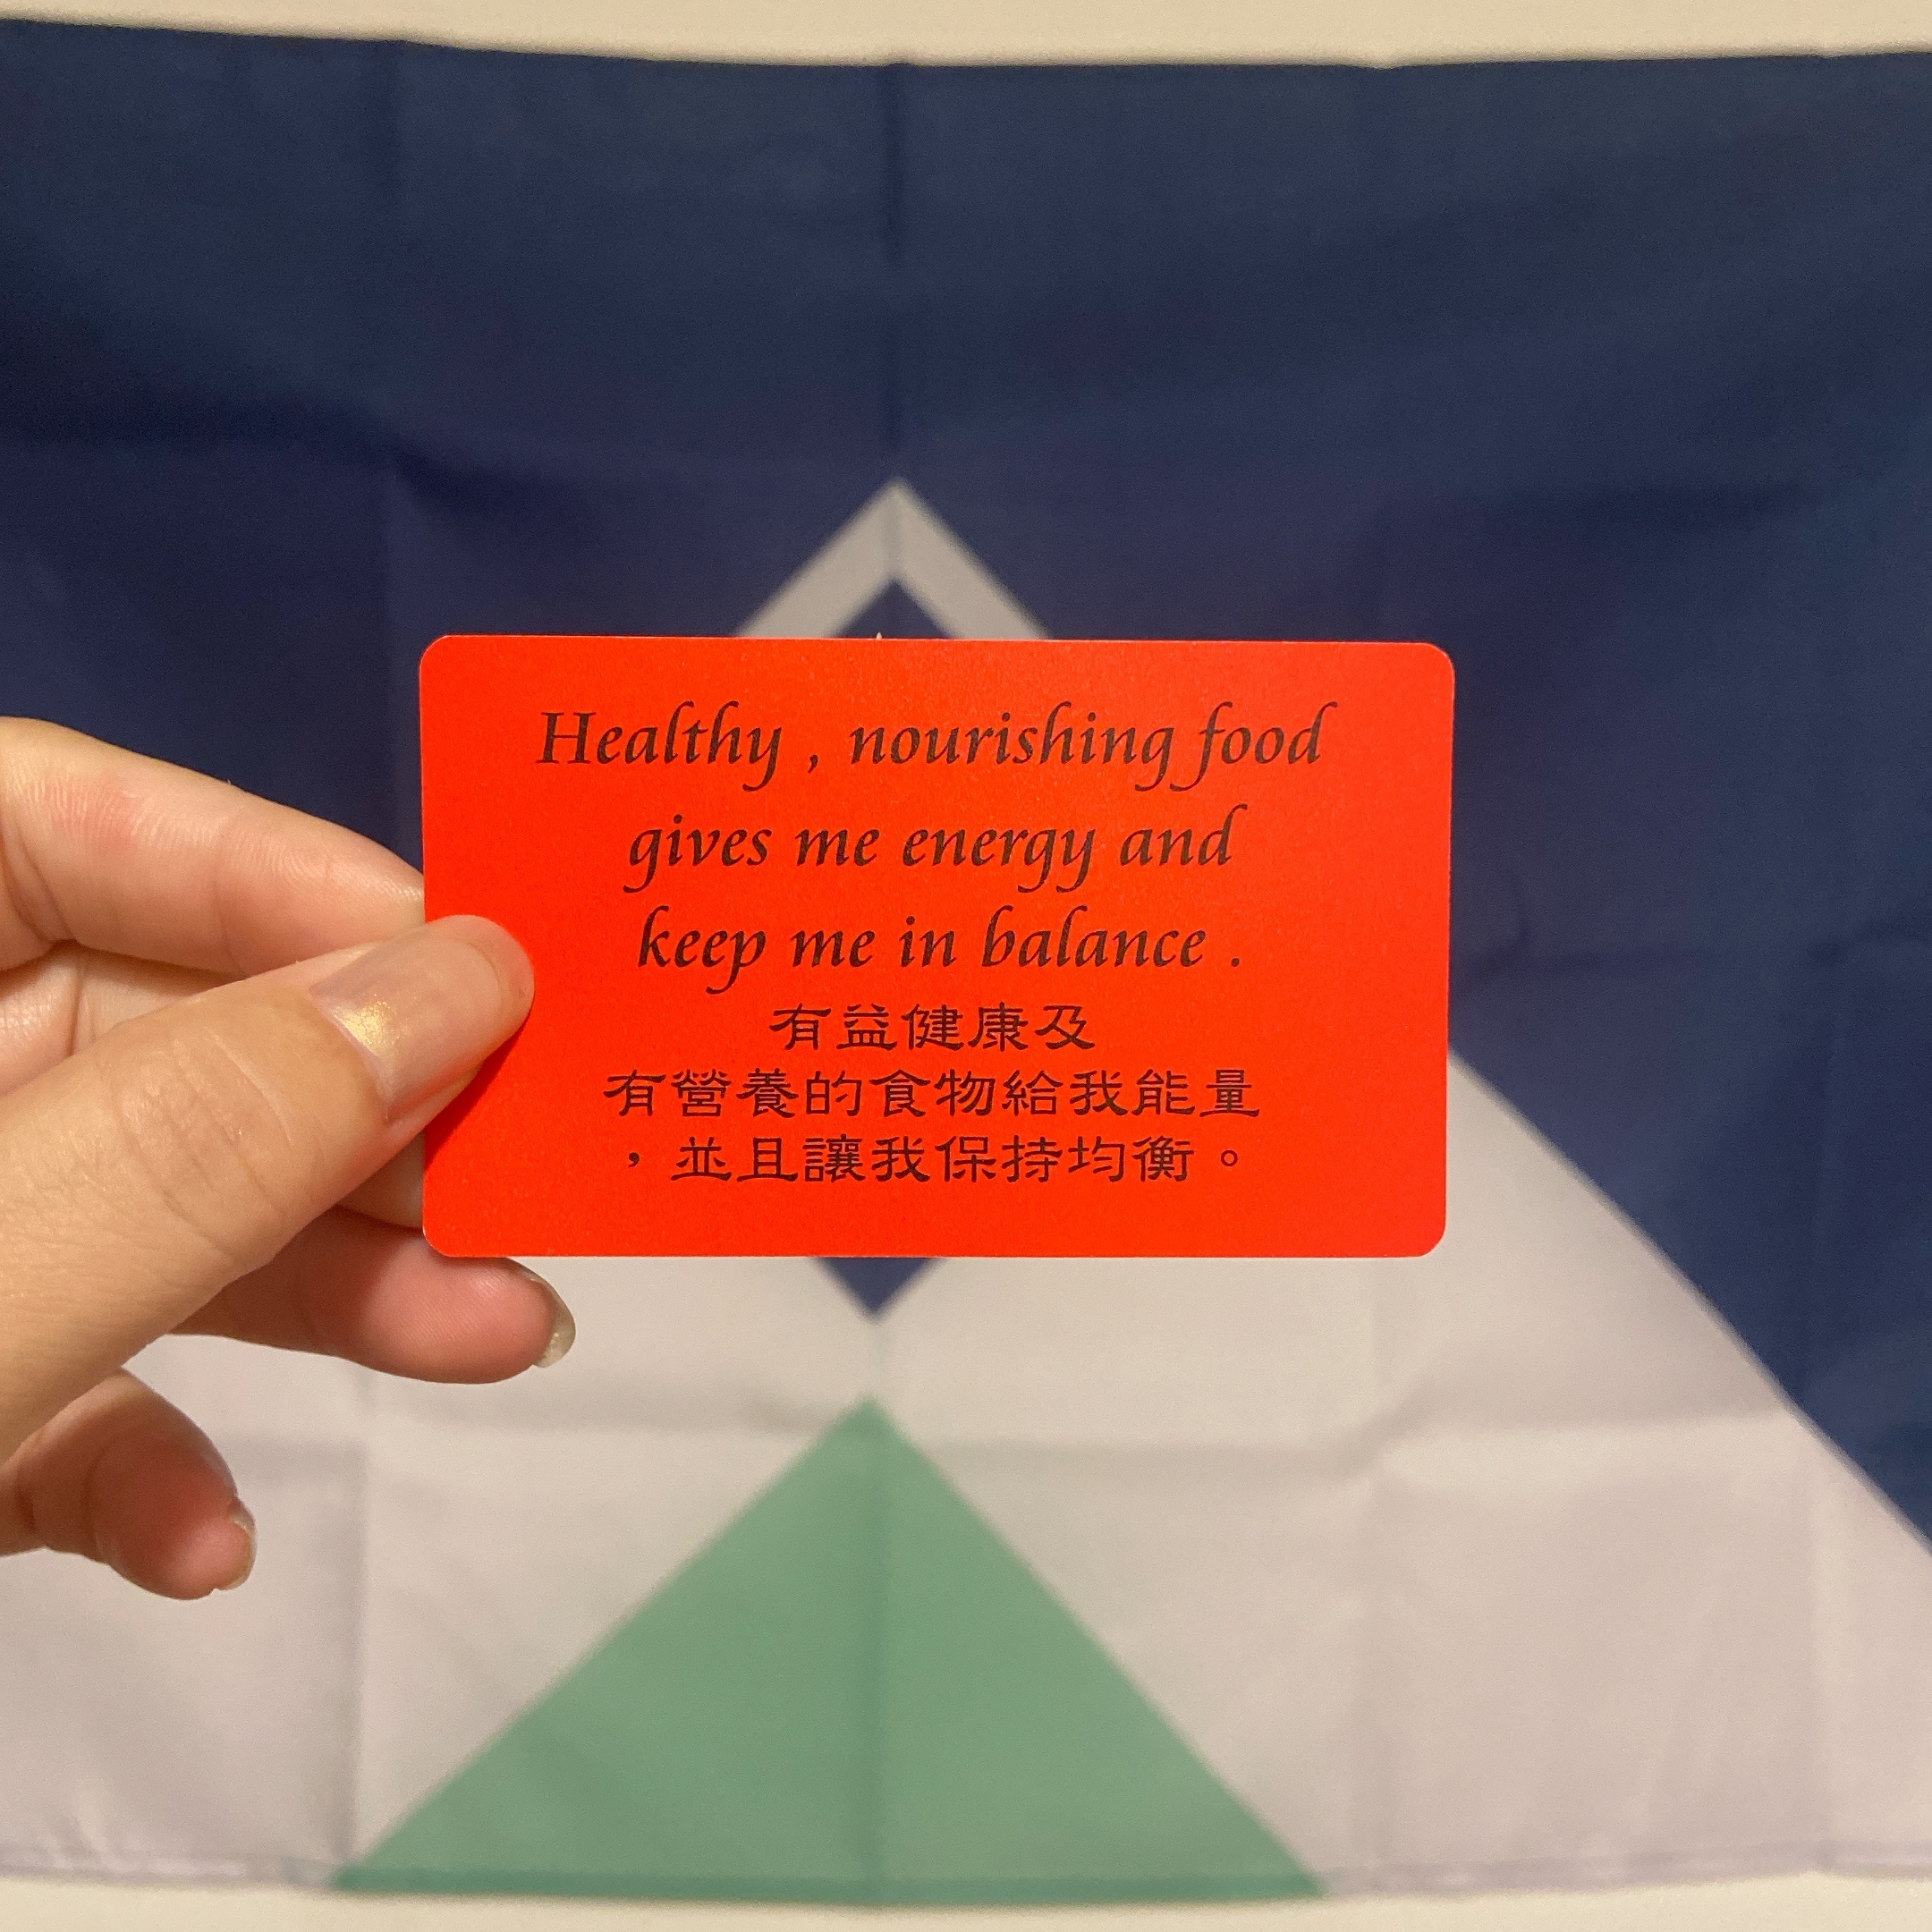 Healthy , nourishing food
gives me energy and
keep me in balance .
有益健康及
有營養的食物給我能量
，並且讓我保持均衡。